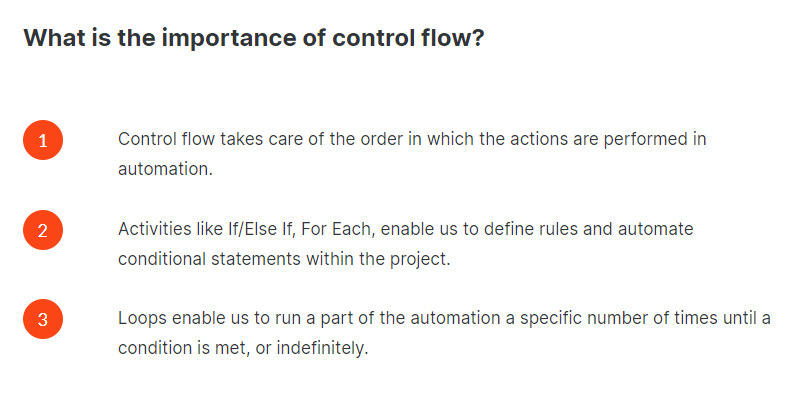 What is the importance of control flow?
1
Control flow takes care of the order in which the actions are performed in
automation.
2
Activities like If/Else If, For Each, enable us to define rules and automate
conditional statements within the project.
3
Loops enable us to run a part of the automation a specific number of times until a
condition is met, or indefinitely.